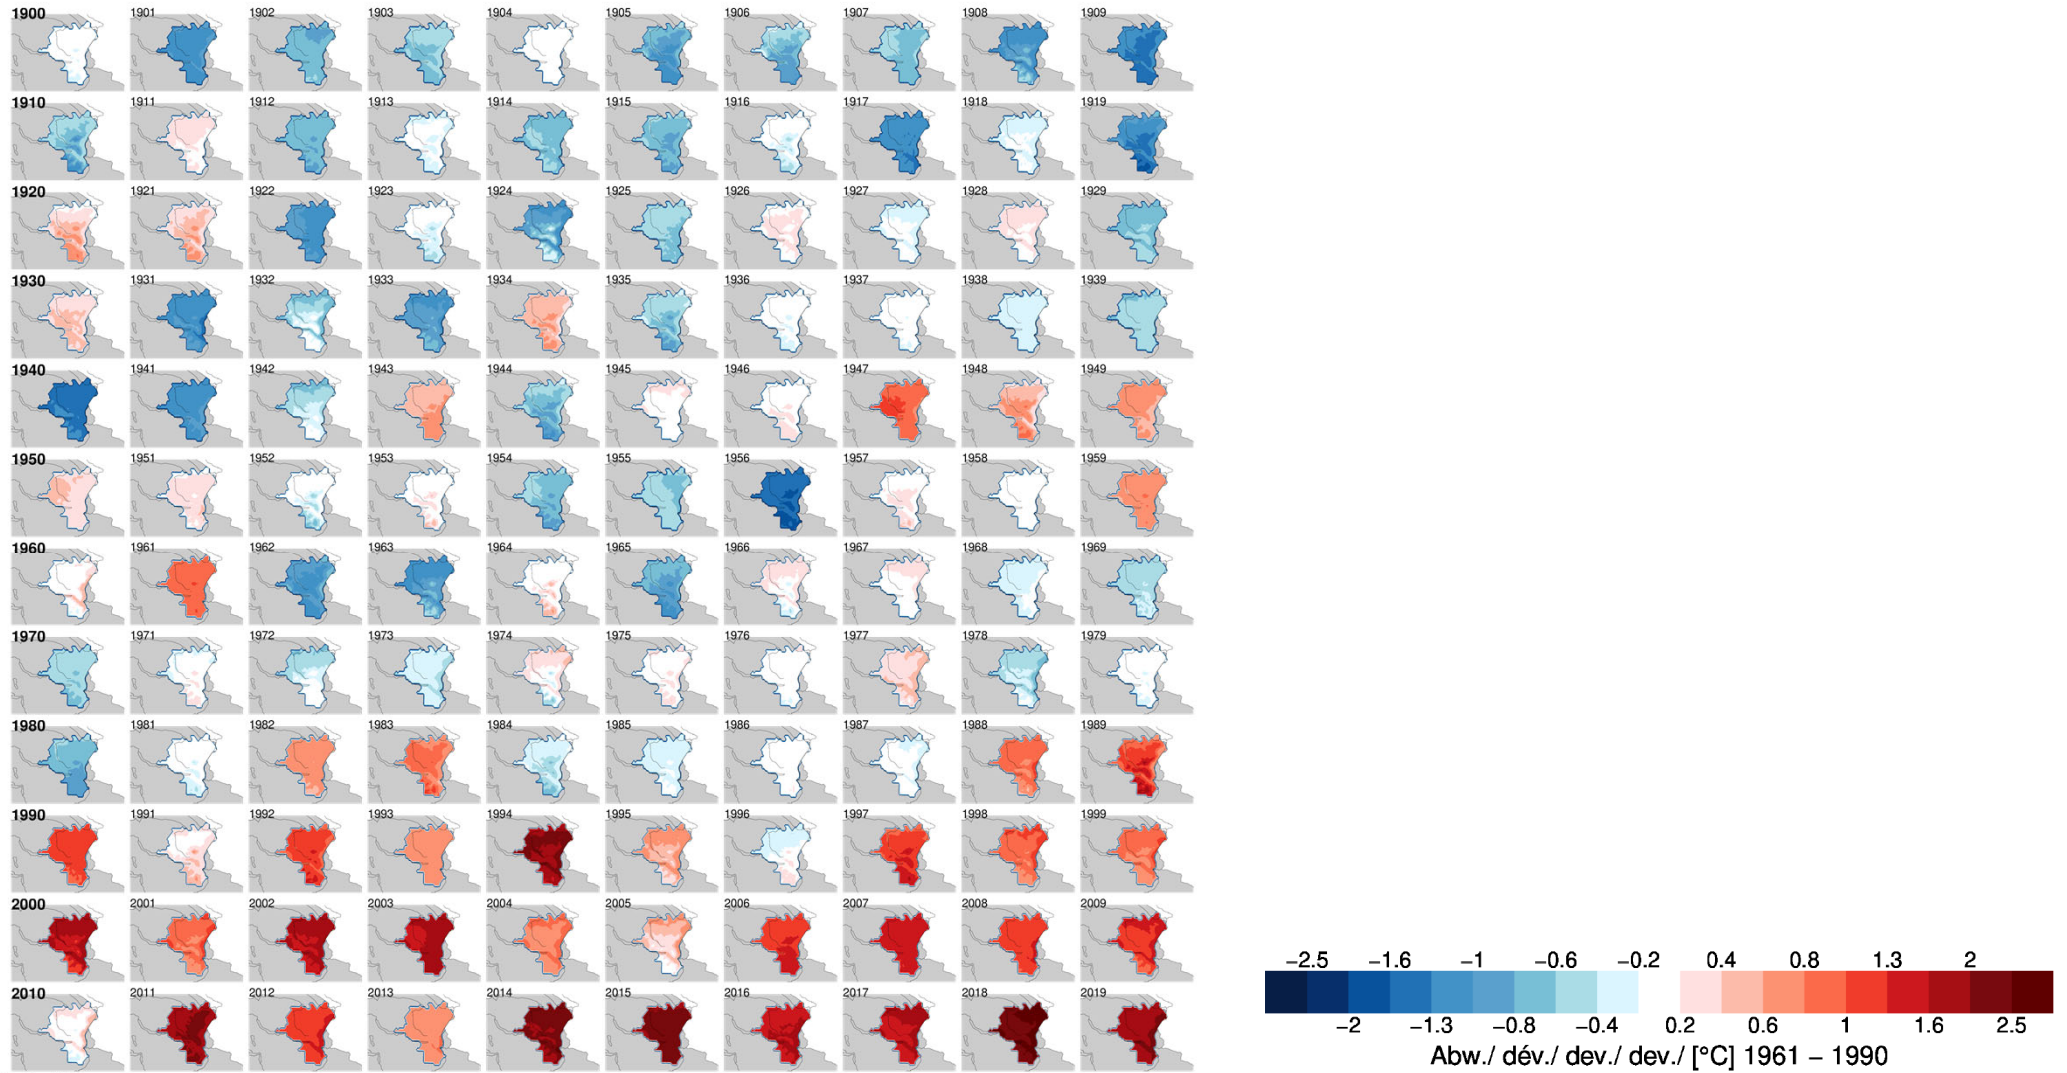 1900 1901 1902 1903 1904 1905 1906 1907 1908 1909
1910 1911 1912 1913 1914 1915 1916 1917 1918 1919
1920 1921 1922 1923 1924 1925 1926 1927 1928 1929
1930 1931 1932 1933 1934 1935 1936 1937 1938 1939
1940 1941 1942 1943 1944 1945 1946 1947 1948 1949
1950 1951 1952 1953 1954 1955 1956 1957 1958 1959
1960 1961 1962 1963 1964 1965 1966 1967 1968 1969
1970 1971 1972 1973 1974 1975 1976 1977 1978 1979
1980 1981 1982 1983 1984 1985 1986 1987 1988 1989
1990 1991 1992 1993 1994 1995 1996 1997 1998 1999
2000 2001 2002 2003 2004 2005 2006 2007 2008 2009
2010 2011 2012 2013 2014 2015 2016 2017 2018 2019
−2.5 −1.6 −1 −0.6 −0.2 0.4 0.8 1.3 2
−2 −1.3 −0.8 −0.4 0.2 0.6 1 1.6 2.5
Abw./ dév./ dev./ dev./ [°C] 1961 − 1990